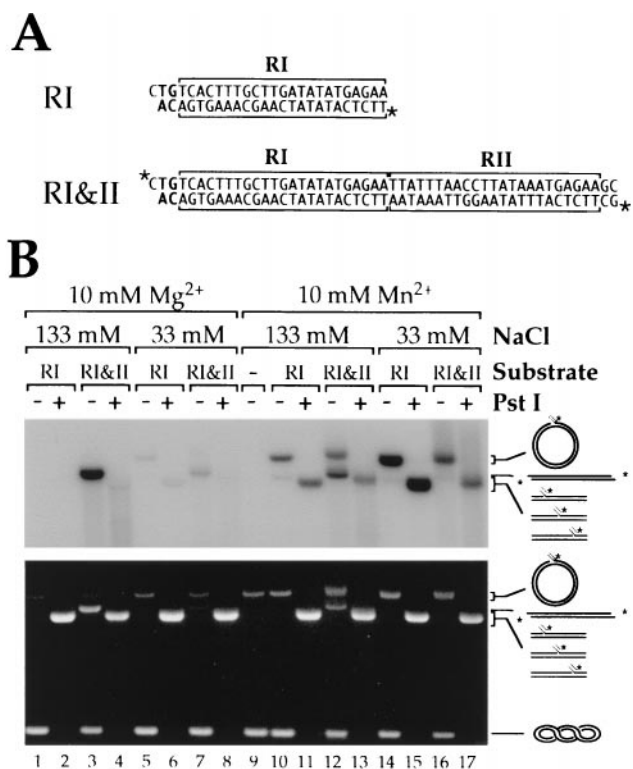 A
RI
RI
CTGTCACTTTGCTTGATATATGAGAA
ACAGTGAAACGAACTATATACTCTT*
RI&II
RI RII
*CTGTCACTTTGCTTGATATATGAGAATTATTTAACCTTATAAATGAGAAGC
ACAGTGAAACGAACTATATACTCTTAATAAATTGGAATATTTACTCTTCG*
B
10 mM Mg2+ 10 mM Mn2+
133 mM 33 mM 133 mM 33 mM NaCl
RI RI&II RI RI&II - RI RI&II RI RI&II Substrate
- + - + - + - + - - + - + - + - + Pst I
*
*
*
*
*
*
*
*
*
*
*
*
1 2 3 4 5 6 7 8 9 10 11 12 13 14 15 16 17